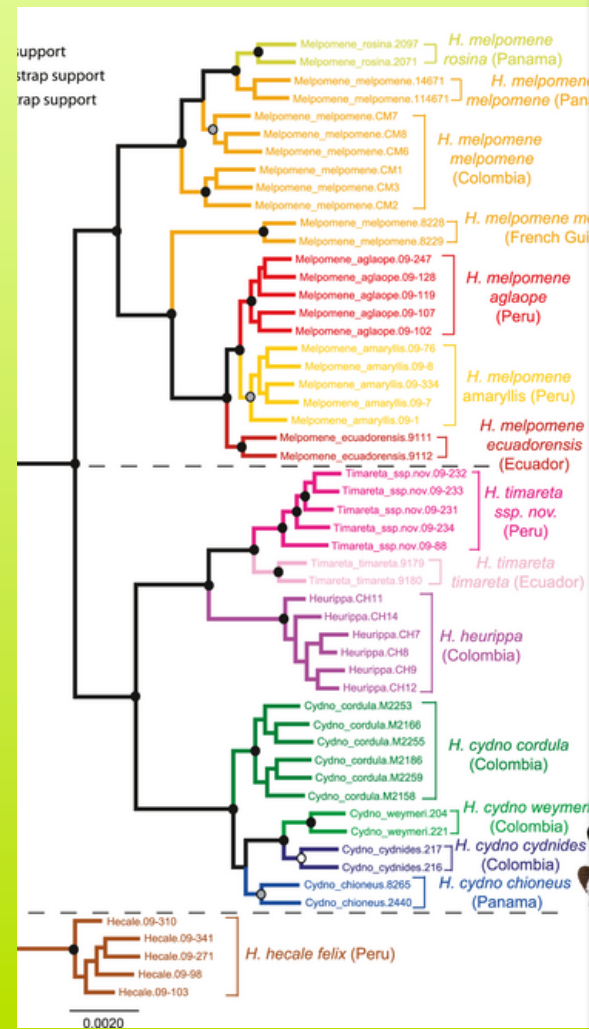 support
strap support
trap support
Melpomene_rosina.2097
Melpomene_rosina.2071
H. melpomene
rosina (Panama)
Melpomene_melpomene.14671
Melpomene_melpomene.114671
H. melpomene
melpomene (Pan
Melpomene_melpomene.CM7
Melpomene_melpomene.CM8
Melpomene_melpomene.CM6
Melpomene_melpomene.CM1
Melpomene_melpomene.CM3
Melpomene_melpomene.CM2
H. melpomene
melpomene
(Colombia)
Melpomene_melpomene.8228
Melpomene_melpomene.8229
H. melpomene me
(French Gui
Melpomene_aglaope.09-247
Melpomene_aglaope.09-128
Melpomene_aglaope.09-119
Melpomene_aglaope.09-107
Melpomene_aglaope.09-102
H. melpomene
aglaope
(Peru)
Melpomene_amaryllis.09-76
Melpomene_amaryllis.09-8
Melpomene_amaryllis.09-334
Melpomene_amaryllis.09-7
Melpomene_amaryllis.09-1
H. melpomene
amaryllis (Peru)
Melpomene_ecuadorensis.9111
Melpomene_ecuadorensis.9112
H. melpomene
ecuadorensis
(Ecuador)
Timareta_ssp.nov.09-232
Timareta_ssp.nov.09-233
Timareta_ssp.nov.09-231
Timareta_ssp.nov.09-234
Timareta_ssp.nov.09-88
H. timareta
ssp. nov.
(Peru)
Timareta_timareta.9179
Timareta_timareta.9180
H. timareta
timareta (Ecuador)
Heurippa.CH11
Heurippa.CH14
Heurippa.CH7
Heurippa.CH8
Heurippa.CH9
Heurippa.CH12
H. heurippa
(Colombia)
Cydno_cordula.M2253
Cydno_cordula.M2166
Cydno_cordula.M2255
Cydno_cordula.M2186
Cydno_cordula.M2259
Cydno_cordula.M2158
H. cydno cordula
(Colombia)
Cydno_weymeri.204
Cydno_weymeri.221
H. cydno weymeri
(Colombia)
Cydno_cydnides.217
Cydno_cydnides.216
H. cydno cydnides
(Colombia)
Cydno_chioneus.8265
Cydno_chioneus.2440
H. cydno chioneus
(Panama)
Hecale.09-310
Hecale.09-341
Hecale.09-271
Hecale.09-98
Hecale.09-103
H. hecale felix (Peru)
0.0020